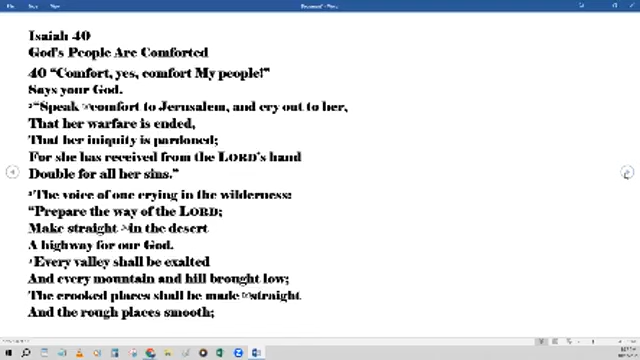 Isaiah 40
God's People Are Comforted
40 "Comfort, yes, comfort My people!"
Says your God.
2 "Speak comfort to Jerusalem, and cry out to her,
That her warfare is ended,
That her iniquity is pardoned;
For she has received from the LORD's hand
Double for all her sins."
3 The voice of one crying in the wilderness:
"Prepare the way of the LORD;
Make straight in the desert
A highway for our God.
4 Every valley shall be exalted
And every mountain and hill brought low;
The crooked places shall be made straight
And the rough places smooth;